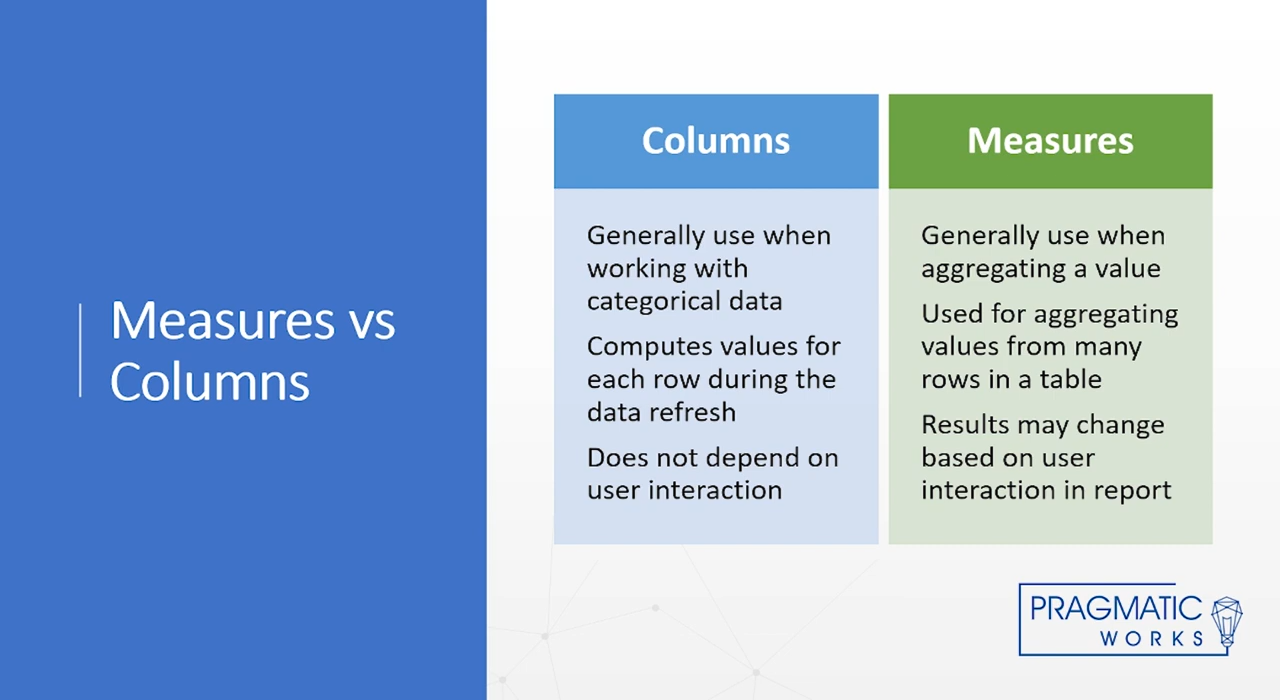 Measures vs
Columns
Columns
Generally use when
working with
categorical data
Computes values for
each row during the
data refresh
Does not depend on
user interaction
Measures
Generally use when
aggregating a value
Used for aggregating
values from many
rows in a table
Results may change
based on user
interaction in report
PRAGMATIC
WORKS